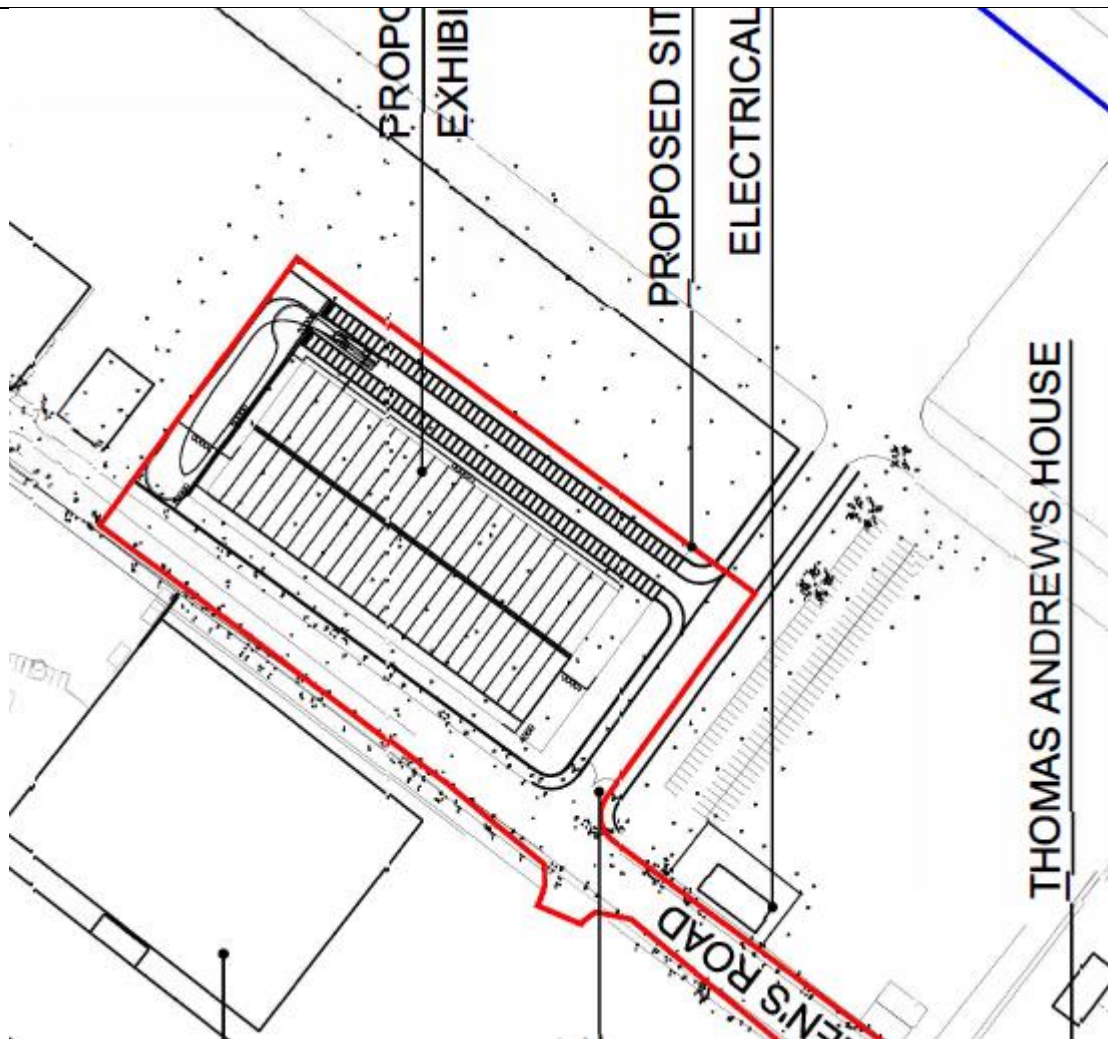 PROPO
EXHIBI
PROPOSED SIT
ELECTRICAL
THOMAS ANDREW'S HOUSE
EN'S ROAD